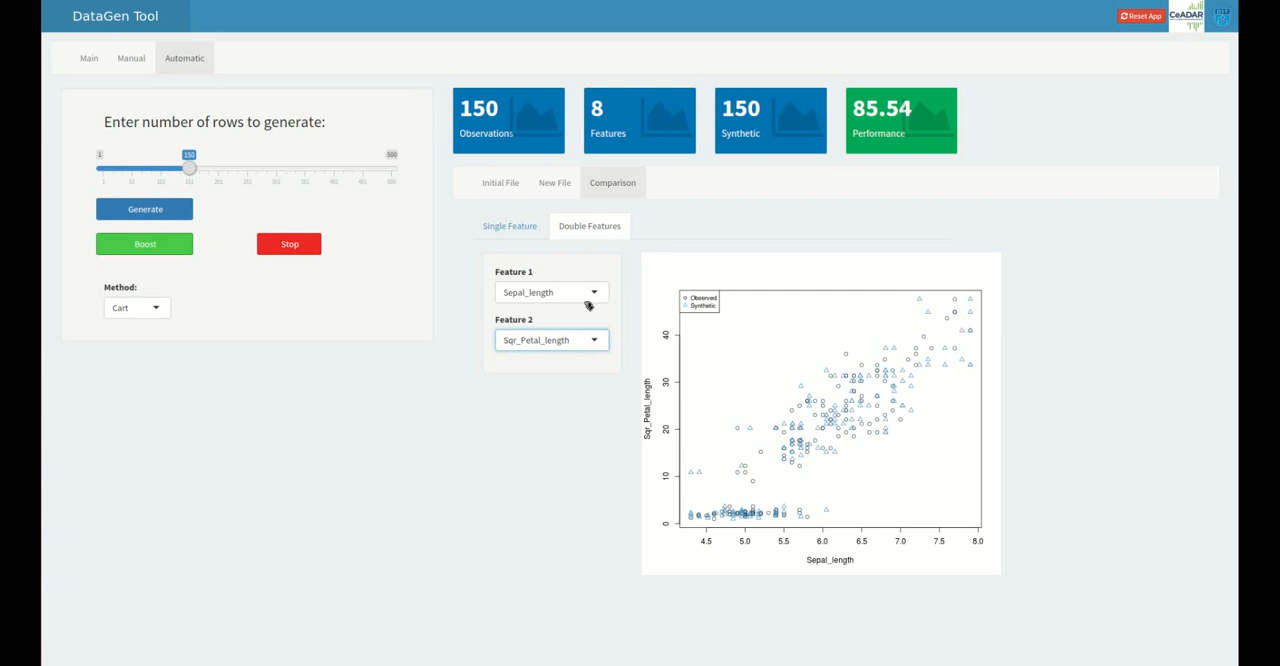 DataGen Tool
Reset App
CeADAR
Main
Manual
Automatic
Enter number of rows to generate:
1
150
500
Generate
Boost
Stop
Method:
Cart
150
Observations
8
Features
150
Synthetic
85.54
Performance
Initial File
New File
Comparison
Single Feature
Double Features
Feature 1
Sepal_length
Feature 2
Sqr_Petal_length
Observed
Synthetic
Sqr_Petal_length
40
30
20
10
0
4.5 5.0 5.5 6.0 6.5 7.0 7.5 8.0
Sepal_length